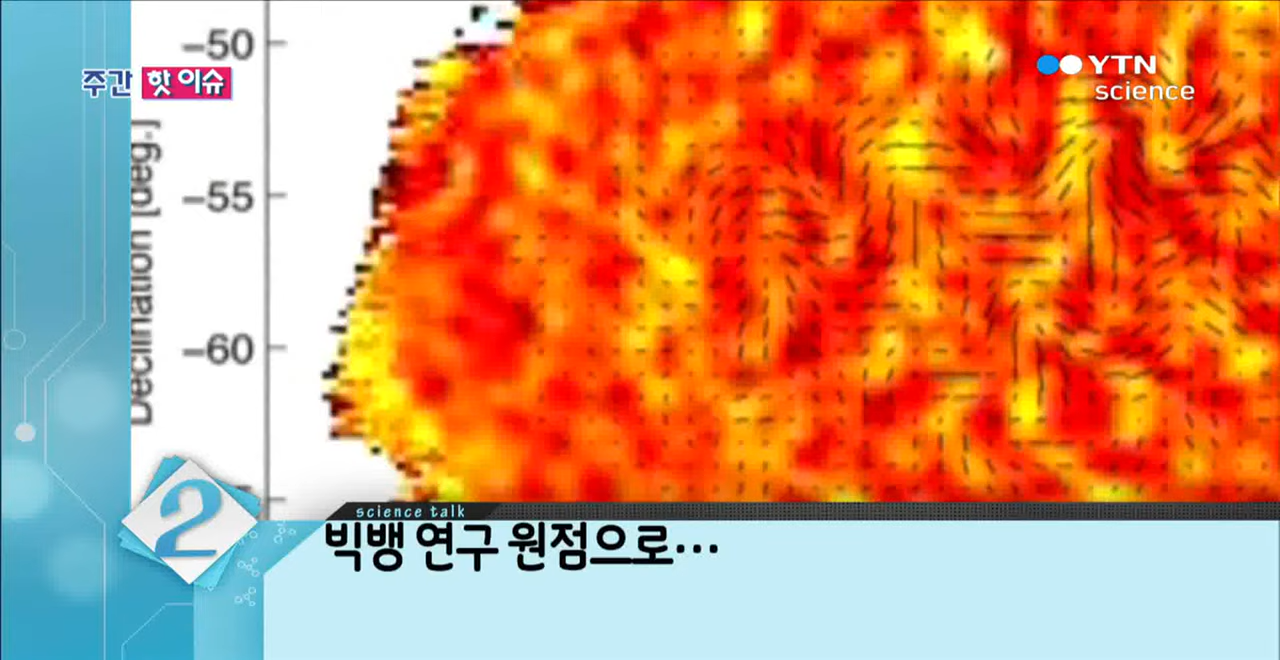 주간 핫 이슈
YTN
science
Declination [deg.]
-50
-55
-60
2
science talk
빅뱅 연구 원점으로…